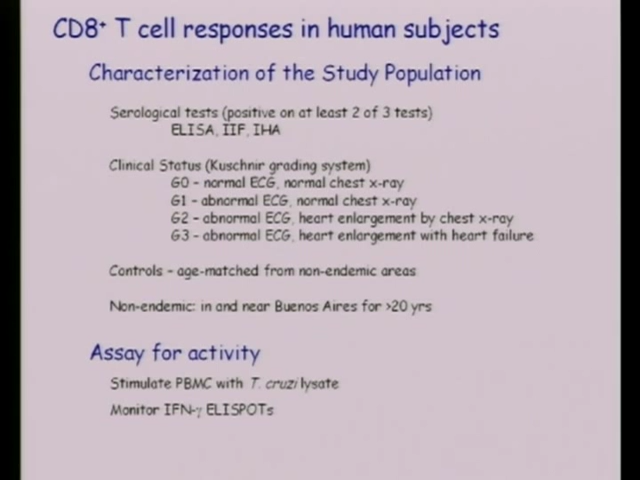 CD8+ T cell responses in human subjects
Characterization of the Study Population
Serological tests (positive on at least 2 of 3 tests)
ELISA, IIF, IHA
Clinical Status (Kuschnir grading system)
G0 – normal ECG, normal chest x-ray
G1 – abnormal ECG, normal chest x-ray
G2 – abnormal ECG, heart enlargement by chest x-ray
G3 – abnormal ECG, heart enlargement with heart failure
Controls – age-matched from non-endemic areas
Non-endemic: in and near Buenos Aires for >20 yrs
Assay for activity
Stimulate PBMC with T. cruzi lysate
Monitor IFN-γ ELISPOTs